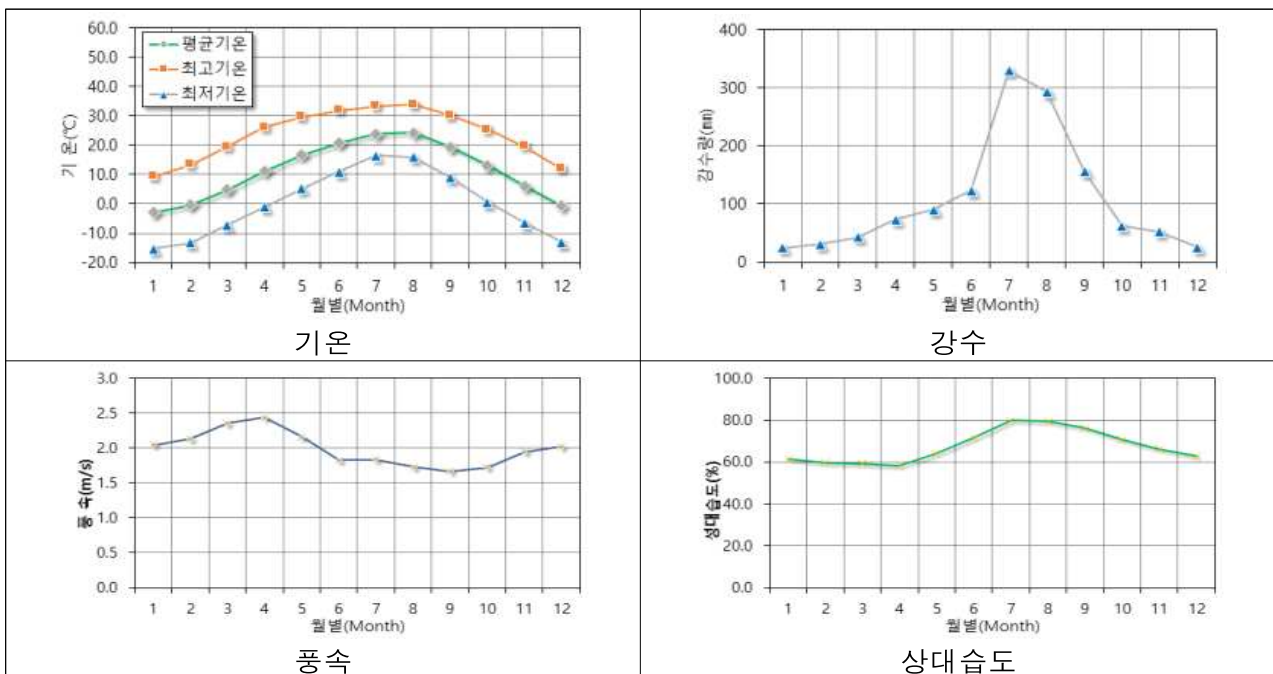 60.0
50.0
40.0
30.0
20.0
10.0
0.0
-10.0
-20.0
기 온(℃)
평균기온
최고기온
최저기온
1 2 3 4 5 6 7 8 9 10 11 12
월별(Month)
기온
400
300
200
100
0
강수량(㎜)
1 2 3 4 5 6 7 8 9 10 11 12
월별(Month)
강수
3.0
2.5
2.0
1.5
1.0
0.5
0.0
풍 속(m/s)
1 2 3 4 5 6 7 8 9 10 11 12
월별(Month)
풍속
100.0
80.0
60.0
40.0
20.0
0.0
성대습도(%)
1 2 3 4 5 6 7 8 9 10 11 12
월별(Month)
상대습도